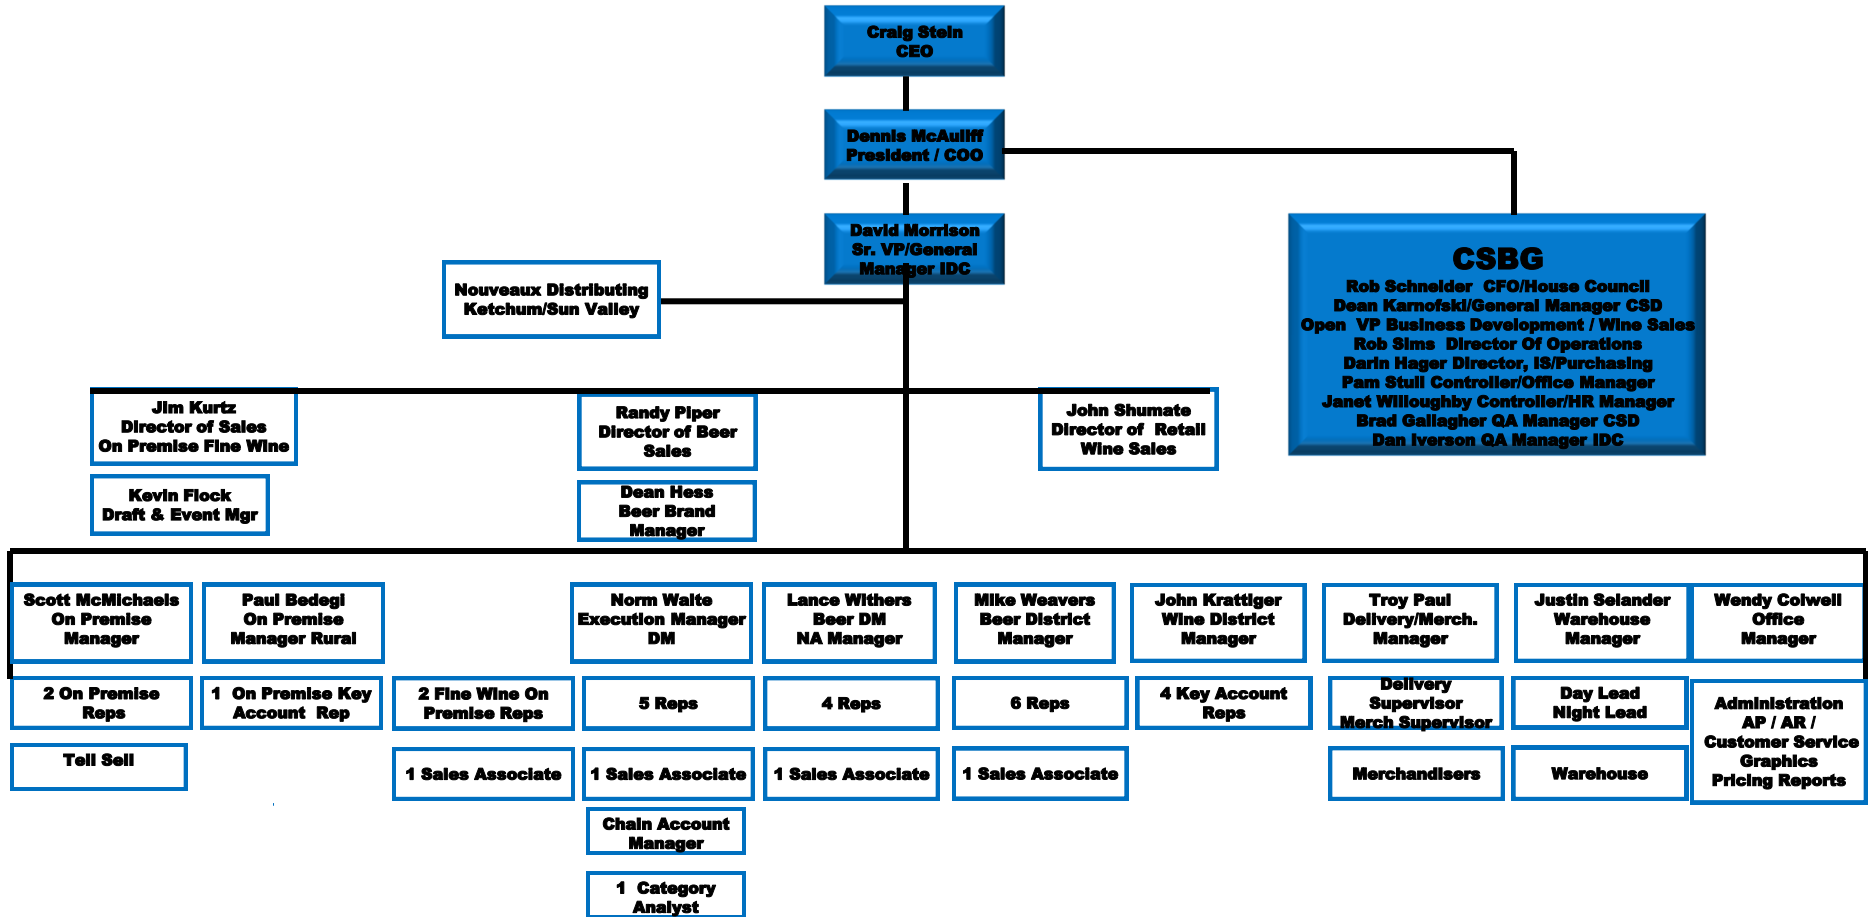 Craig Stein
CEO
Dennis McAuliff
President / COO
David Morrison
Sr. VP/General
Manager IDC
Nouveaux Distributing
Ketchum/Sun Valley
CSBG
Rob Schneider  CFO/House Council
Dean Karnofski/General Manager CSD
Open  VP Business Development / Wine Sales
Rob Sims  Director Of Operations
Darin Hager Director, IS/Purchasing
Pam Stull Controller/Office Manager
Janet Willoughby Controller/HR Manager
Brad Gallagher QA Manager CSD
Dan Iverson QA Manager IDC
Jim Kurtz
Director of Sales
On Premise Fine Wine
Randy Piper
Director of Beer
Sales
John Shumate
Director of  Retail
Wine Sales
Kevin Flock
Draft & Event Mgr
Dean Hess
Beer Brand
Manager
Scott McMichaels
On Premise
Manager
Paul Bedegi
On Premise
Manager Rural
Norm Waite
Execution Manager
DM
Lance Withers
Beer DM
NA Manager
Mike Weavers
Beer District
Manager
John Krattiger
Wine District
Manager
Troy Paul
Delivery/Merch.
Manager
Justin Selander
Warehouse
Manager
Wendy Colwell
Office
Manager
2 On Premise
Reps
1  On Premise Key
Account  Rep
2 Fine Wine On
Premise Reps
5 Reps
4 Reps
6 Reps
4 Key Account
Reps
Delivery
Supervisor
Merch Supervisor
Day Lead
Night Lead
Administration
AP / AR /
Customer Service
Graphics
Pricing Reports
Tell Sell
1 Sales Associate
1 Sales Associate
1 Sales Associate
1 Sales Associate
Merchandisers
Warehouse
Chain Account
Manager
1  Category
Analyst